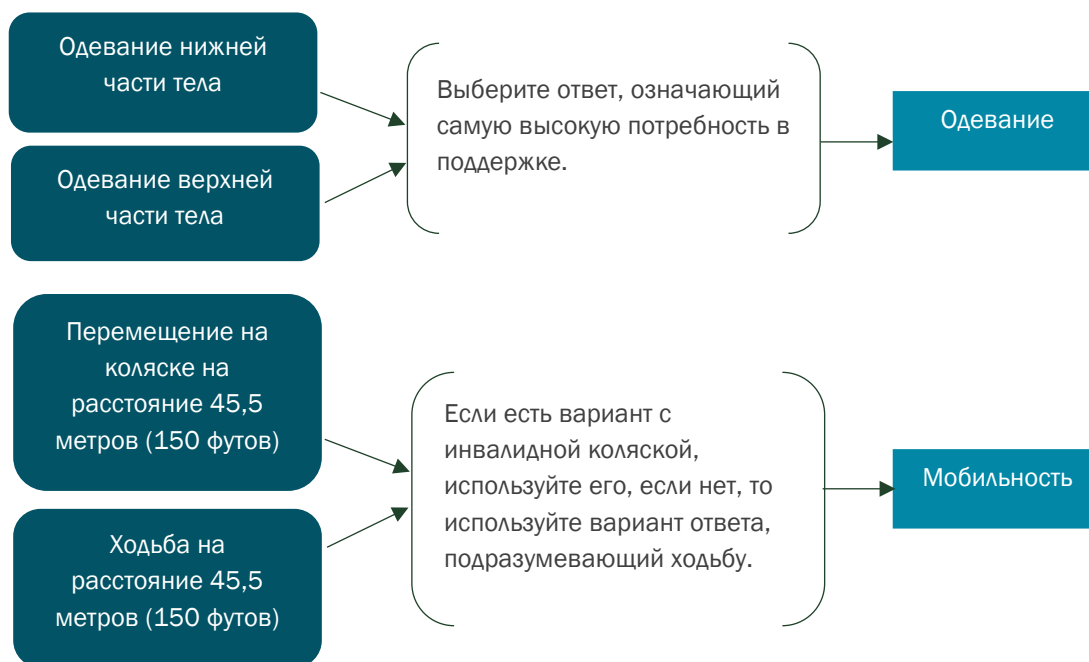 Одевание нижней
части тела
Выберите ответ, означающий
самую высокую потребность в
поддержке.
Одевание
Одевание верхней
части тела
Перемещение на
коляске на
расстояние 45,5
метров (150 футов)
Если есть вариант с
инвалидной коляской,
используйте его, если нет, то
используйте вариант ответа,
подразумевающий ходьбу.
Мобильность
Ходьба на
расстояние 45,5
метров (150 футов)